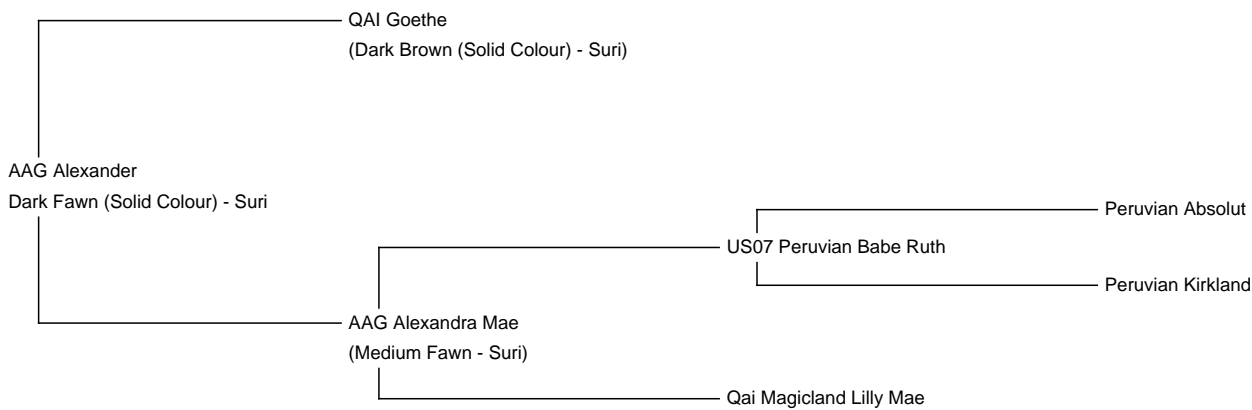 QAI Goethe
(Dark Brown (Solid Colour) - Suri)
AAG Alexander
Dark Fawn (Solid Colour) - Suri
Peruvian Absolut
US07 Peruvian Babe Ruth
Peruvian Kirkland
AAG Alexandra Mae
(Medium Fawn - Suri)
Qai Magicland Lilly Mae